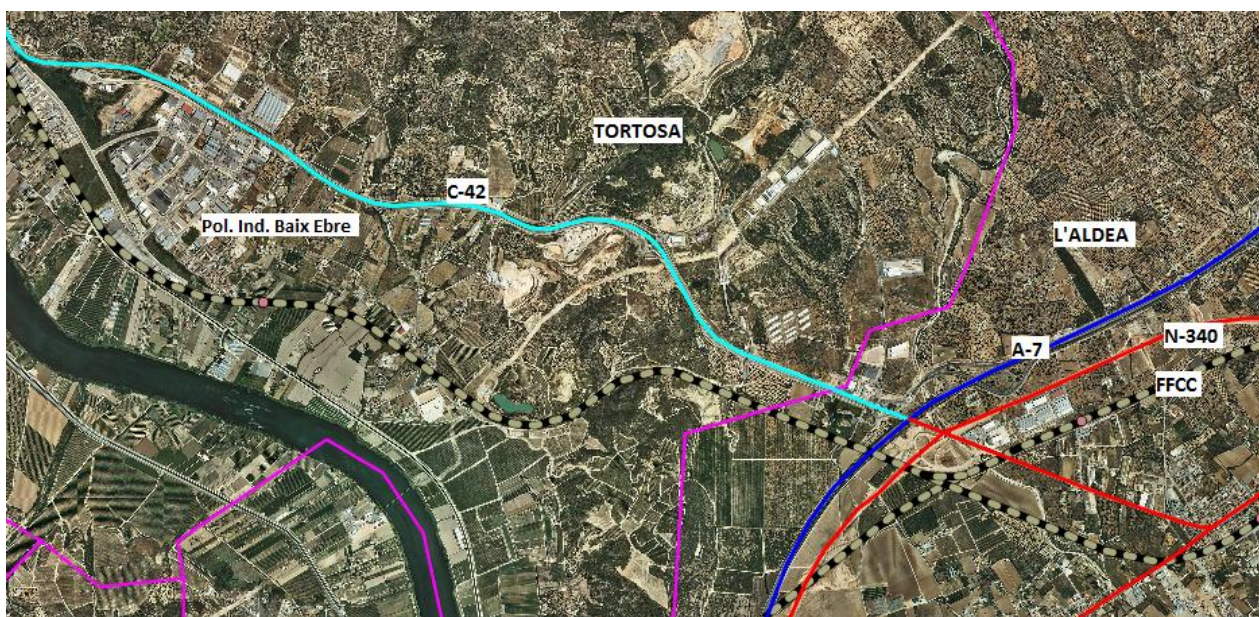 TORTOSA
C-42
Pol. Ind. Baix Ebre
L'ALDEA
N-340
A-7
FFCC